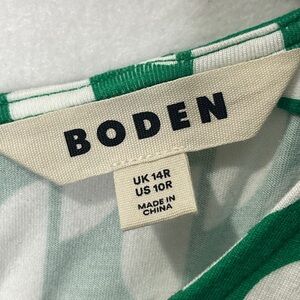 BODEN
UK 14R
US 10R
MADE IN
CHINA